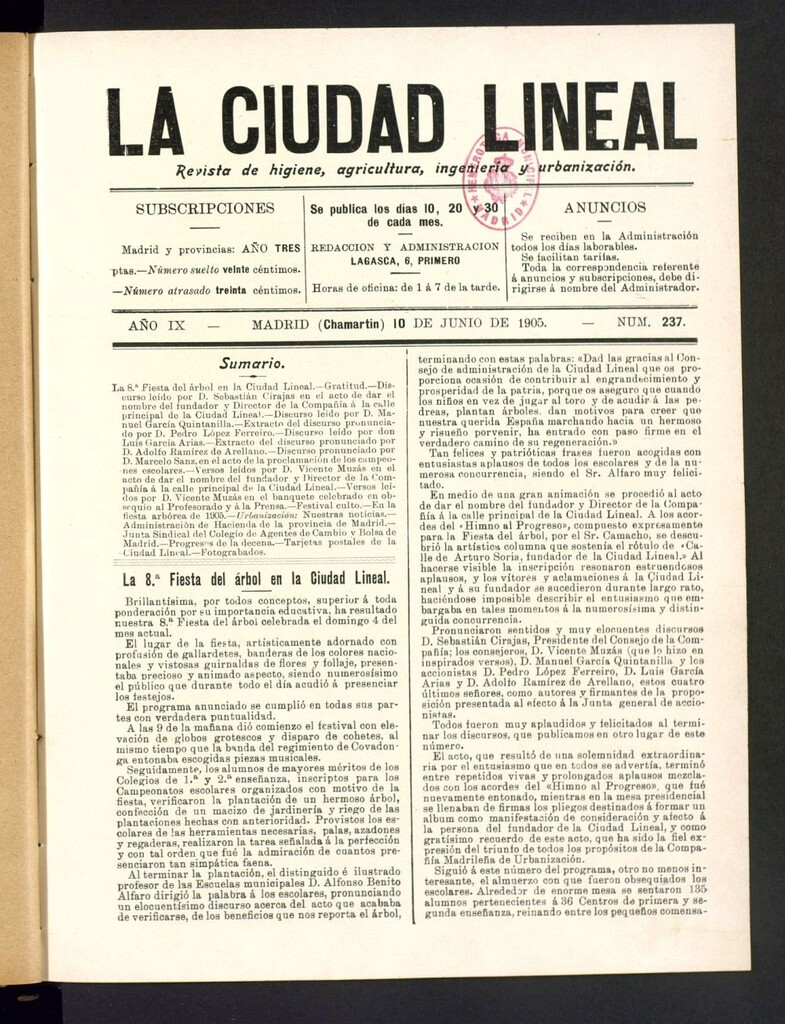 LA CIUDAD LINEAL
Revista de higiene, agricultura, ingeniería y urbanización.
HEMEROTECA MUNICIPAL
MADRID
SUBSCRIPCIONES
Madrid y provincias: AÑO TRES
ptas.—Número suelto veinte céntimos.
—Número atrasado treinta céntimos.
Se publica los dias 10, 20 y 30
de cada mes.
REDACCION Y ADMINISTRACION
LAGASCA, 6, PRIMERO
Horas de oficina: de 1 á 7 de la tarde.
ANUNCIOS
Se reciben en la Administración
todos los días laborables.
Se facilitan tarifas.
Toda la correspondencia referente
á anuncios y subscripciones, debe di-
rigirse á nombre del Administrador.
AÑO IX — MADRID (Chamartín) 10 DE JUNIO DE 1905. — NUM. 237.
Sumario.
La 8.ª Fiesta del árbol en la Ciudad Lineal.—Gratitud.—Dis-
curso leído por D. Sebastián Cirajas en el acto de dar el
nombre del fundador y Director de la Compañía á la calle
principal de la Ciudad Lineal.—Discurso leído por D. Ma-
nuel García Quintanilla.—Extracto del discurso pronuncia-
do por D. Pedro López Ferreiro.—Discurso leído por don
Luis García Arias.—Extracto del discurso pronunciado por
D. Adolfo Ramírez de Arellano.—Discurso pronunciado por
D. Marcelo Sanz, en el acto de la proclamación de los campeo-
nes escolares.—Versos leídos por D. Vicente Muzás en el
acto de dar el nombre del fundador y Director de la Com-
pañía á la calle principal de la Ciudad Lineal.—Versos leí-
dos por D. Vicente Muzás en el banquete celebrado en ob-
sequio al Profesorado y á la Prensa.—Festival culto.—En la
fiesta arbórea de 1905.—Urbanización: Nuestras noticias.—
Administración de Hacienda de la provincia de Madrid.—
Junta Sindical del Colegio de Agentes de Cambio y Bolsa de
Madrid.—Progresos de la decena.—Tarjetas postales de la
Ciudad Lineal.—Fotograbados.
La 8.ª Fiesta del árbol en la Ciudad Lineal.
Brillantísima, por todos conceptos, superior á toda
ponderación por su importancia educativa, ha resultado
nuestra 8.ª Fiesta del árbol celebrada el domingo 4 del
mes actual.
El lugar de la fiesta, artísticamente adornado con
profusión de gallardetes, banderas de los colores nacio-
nales y vistosas guirnaldas de flores y follaje, presen-
taba precioso y animado aspecto, siendo numerosísimo
el público que durante todo el día acudió á presenciar
los festejos.
El programa anunciado se cumplió en todas sus par-
tes con verdadera puntualidad.
A las 9 de la mañana dió comienzo el festival con ele-
vación de globos grotescos y disparo de cohetes, al
mismo tiempo que la banda del regimiento de Covadon-
ga entonaba escogidas piezas musicales.
Seguidamente, los alumnos de mayores méritos de los
Colegios de 1.ª y 2.ª enseñanza, inscriptos para los
Campeonatos escolares organizados con motivo de la
fiesta, verificaron la plantación de un hermoso árbol,
confección de un macizo de jardinería y riego de las
plantaciones hechas con anterioridad. Provistos los es-
colares de las herramientas necesarias, palas, azadones
y regaderas, realizaron la tarea señalada á la perfección
y con tal orden que fué la admiración de cuantos pre-
senciaron tan simpática faena.
Al terminar la plantación, el distinguido é ilustrado
profesor de las Escuelas municipales D. Alfonso Benito
Alfaro dirigió la palabra á los escolares, pronunciando
un elocuentísimo discurso acerca del acto que acababa
de verificarse, de los beneficios que nos reporta el árbol,
terminando con estas palabras: «Dad las gracias al Con-
sejo de administración de la Ciudad Lineal que os pro-
porciona ocasión de contribuir al engrandecimiento y
prosperidad de la patria, porque os aseguro que cuando
los niños en vez de jugar al toro y de acudir á las pe-
dreas, plantan árboles, dan motivos para creer que
nuestra querida España marchando hacia un hermoso
y risueño porvenir, ha entrado con paso firme en el
verdadero camino de su regeneración.»
Tan felices y patrióticas frases fueron acogidas con
entusiastas aplausos de todos los escolares y de la nu-
merosa concurrencia, siendo el Sr. Alfaro muy felici-
tado.
En medio de una gran animación se procedió al acto
de dar el nombre del fundador y Director de la Compa-
ñía á la calle principal de la Ciudad Lineal. A los acor-
des del «Himno al Progreso», compuesto expresamente
para la Fiesta del árbol, por el Sr. Camacho, se descu-
brió la artística columna que sostenía el rótulo de «Ca-
lle de Arturo Soria, fundador de la Ciudad Lineal.» Al
hacerse visible la inscripción resonaron estruendosos
aplausos, y los vítores y aclamaciones á la Ciudad Li-
neal y á su fundador se sucedieron durante largo rato,
haciéndose imposible describir el entusiasmo que em-
bargaba en tales momentos á la numerosísima y distin-
guida concurrencia.
Pronunciaron sentidos y muy elocuentes discursos
D. Sebastián Cirajas, Presidente del Consejo de la Com-
pañía; los consejeros, D. Vicente Muzás (que lo hizo en
inspirados versos), D. Manuel García Quintanilla y los
accionistas D. Pedro López Ferreiro, D. Luis García
Arias y D. Adolfo Ramírez de Arellano, estos cuatro
últimos señores, como autores y firmantes de la propo-
sición presentada al efecto á la Junta general de accio-
nistas.
Todos fueron muy aplaudidos y felicitados al termi-
nar los discursos, que publicamos en otro lugar de este
número.
El acto, que resultó de una solemnidad extraordina-
ria por el entusiasmo que en todos se advertía, terminó
entre repetidas vivas y prolongados aplausos mezcla-
dos con los acordes del «Himno al Progreso», que fué
nuevamente entonado, mientras en la mesa presidencial
se llenaban de firmas los pliegos destinados á formar un
album como manifestación de consideración y afecto á
la persona del fundador de la Ciudad Lineal, y como
gratísimo recuerdo de este acto, que ha sido la fiel ex-
presión del triunfo de todos los propósitos de la Compa-
ñía Madrileña de Urbanización.
Siguió á este número del programa, otro no menos in-
teresante, el almuerzo con que fueron obsequiados los
escolares. Alrededor de enorme mesa se sentaron 135
alumnos pertenecientes á 36 Centros de primera y se-
gunda enseñanza, reinando entre los pequeños comensa-